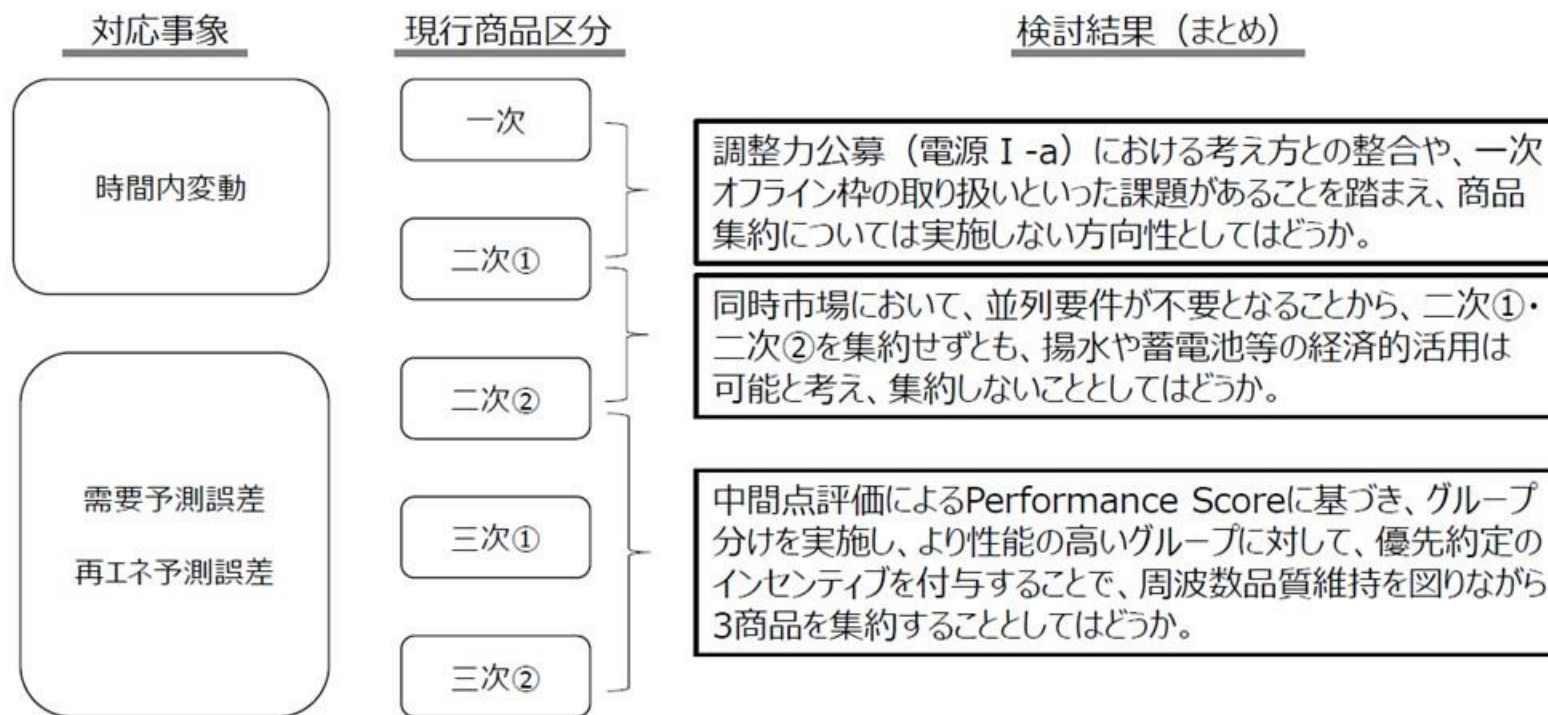 対応事象
現行商品区分
検討結果（まとめ）
時間内変動
需要予測誤差
再エネ予測誤差
一次
二次①
二次②
三次①
三次②
調整力公募（電源Ⅰ-a）における考え方との整合や、一次
オフライン枠の取り扱いといった課題があることを踏まえ、商品
集約については実施しない方向性としてはどうか。
同時市場において、並列要件が不要となることから、二次①・
二次②を集約せずとも、揚水や蓄電池等の経済的活用は
可能と考え、集約しないこととしてはどうか。
中間点評価によるPerformance Scoreに基づき、グループ
分けを実施し、より性能の高いグループに対して、優先約定の
インセンティブを付与することで、周波数品質維持を図りながら
3商品を集約することとしてはどうか。